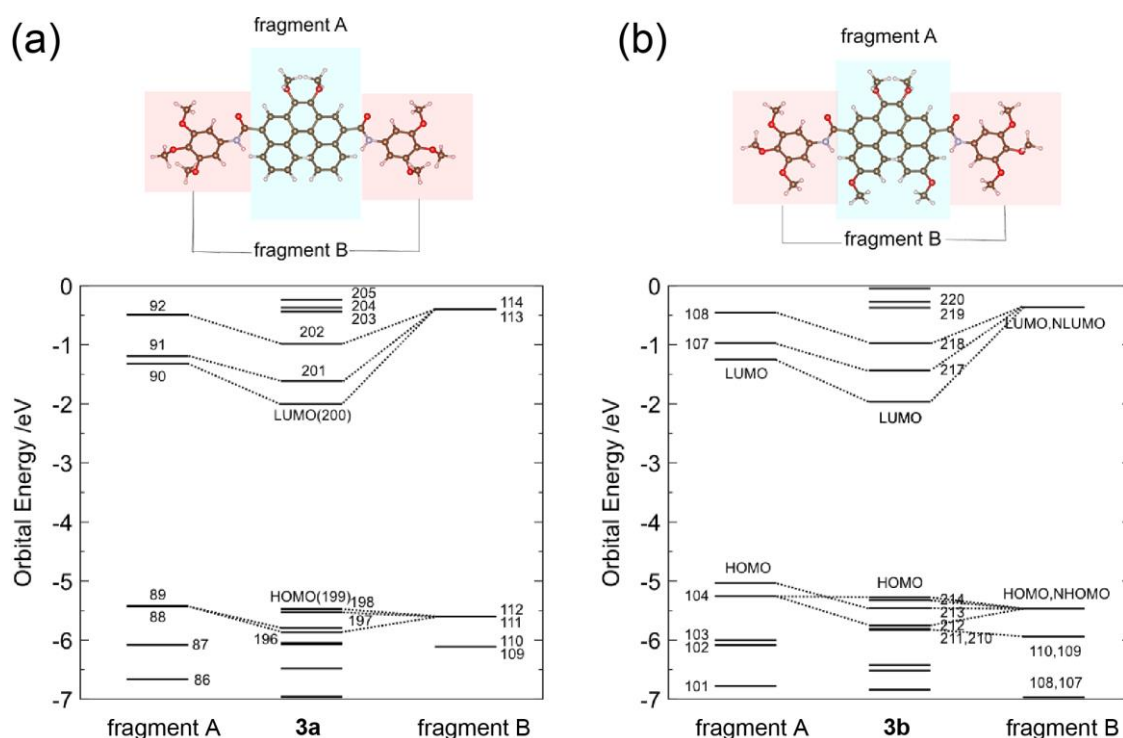 (a)
fragment A
fragment B
Orbital Energy /eV
0
-1
-2
-3
-4
-5
-6
-7
92
91
90
89
88
87
86
205
204
203
202
201
LUMO(200)
HOMO(199)
198
197
196
114
113
112
111
110
109
fragment A
3a
fragment B
(b)
fragment A
fragment B
Orbital Energy /eV
0
-1
-2
-3
-4
-5
-6
-7
108
107
LUMO
HOMO
104
103
102
101
220
219
218
217
LUMO
HOMO
214
213
212
211,210
LUMO,NLUMO
HOMO,NHOMO
110,109
108,107
fragment A
3b
fragment B